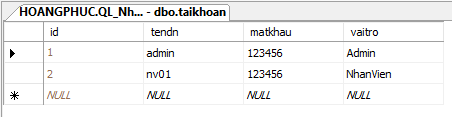 HOANGPHUC.QL_Nh... – dbo.taikhoan
id tendn matkhau vaitro
1 admin 123456 Admin
2 nv01 123456 NhanVien
NULL NULL NULL NULL